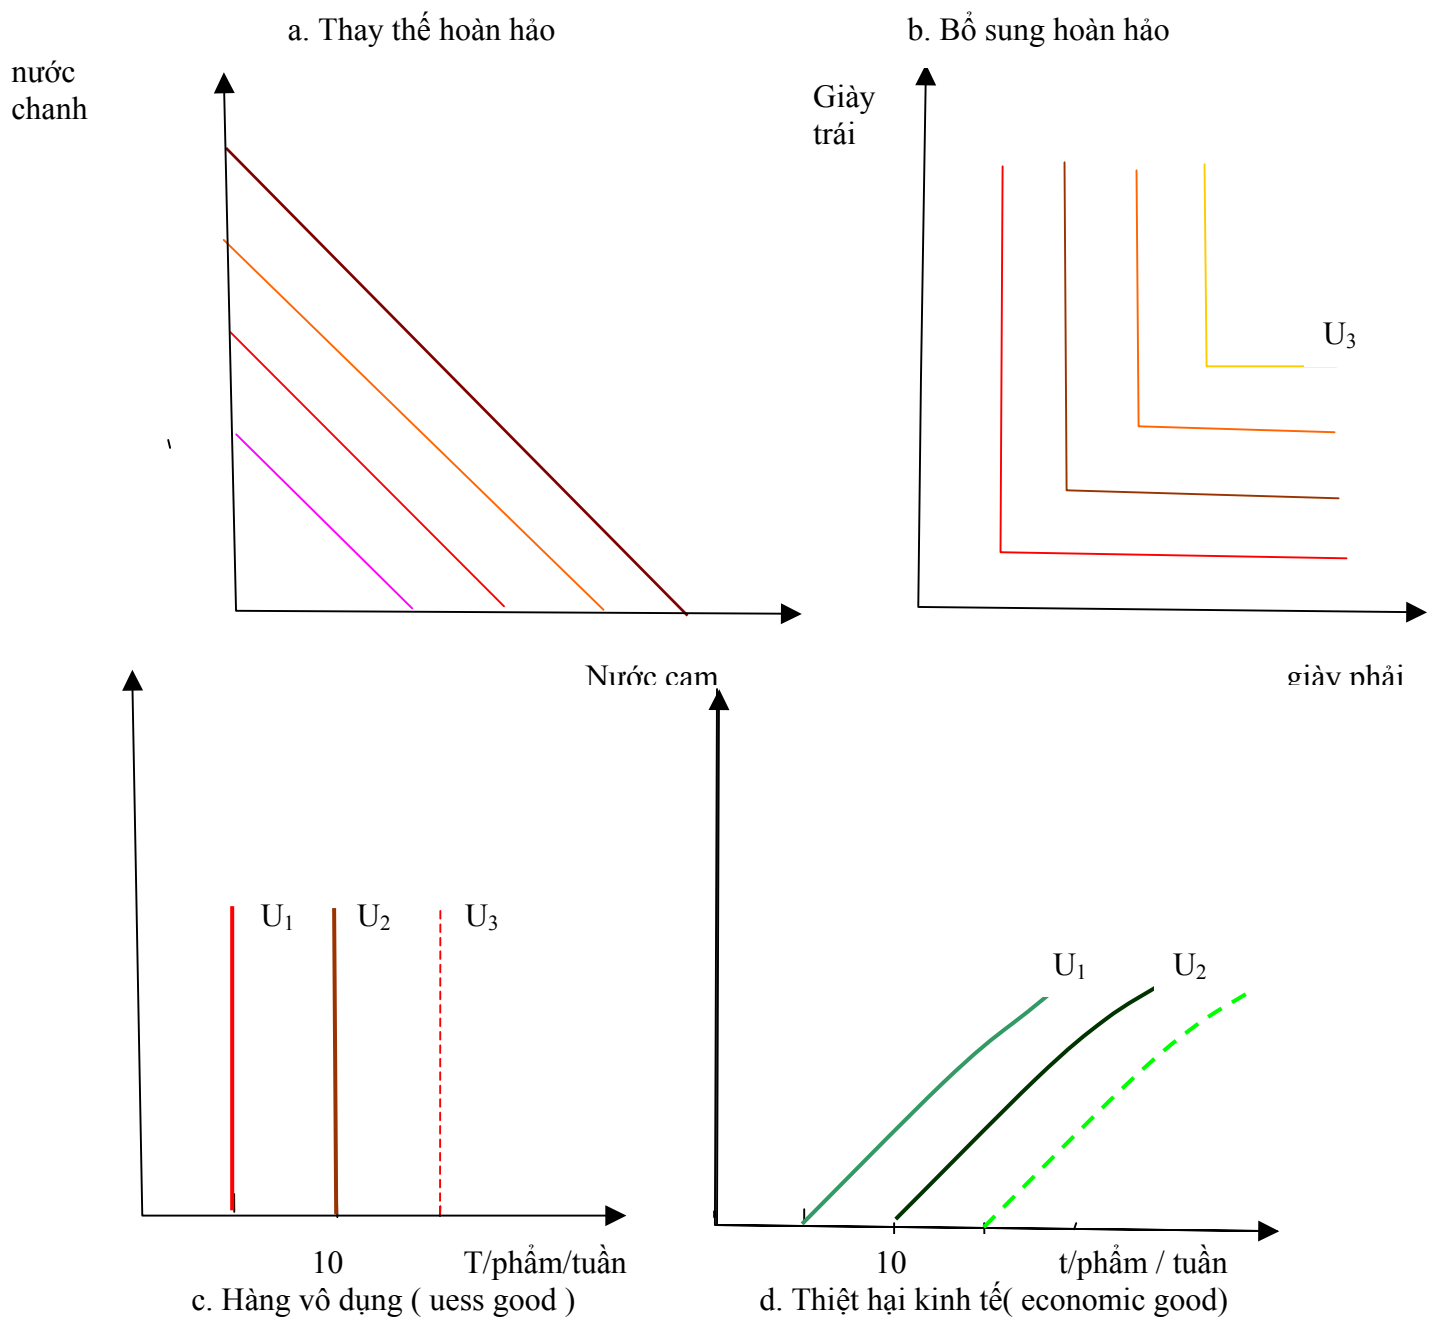 a. Thay thế hoàn hảo
b. Bổ sung hoàn hảo
nước
chanh
Giày
trái
U3
Nước cam
giày phải
U1 U2 U3
U1 U2
10 T/phẩm/tuần
10 t/phẩm / tuần
c. Hàng vô dụng ( uess good )
d. Thiệt hại kinh tế( economic good)